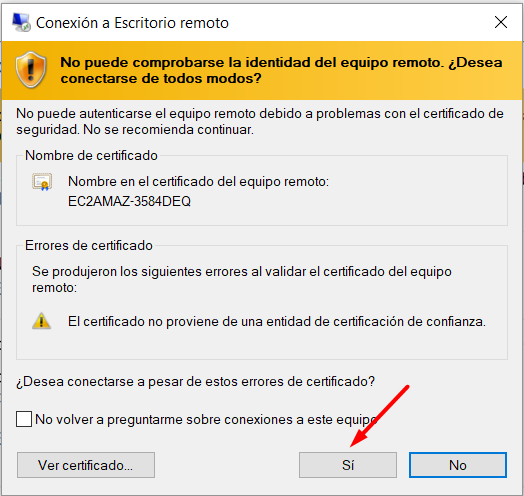 Conexión a Escritorio remoto
No puede comprobarse la identidad del equipo remoto. ¿Desea
conectarse de todos modos?
No puede autenticarse el equipo remoto debido a problemas con el certificado de
seguridad. No se recomienda continuar.
Nombre de certificado
Nombre en el certificado del equipo remoto:
EC2AMAZ-3584DEQ
Errores de certificado
Se produjeron los siguientes errores al validar el certificado del equipo
remoto:
El certificado no proviene de una entidad de certificación de confianza.
¿Desea conectarse a pesar de estos errores de certificado?
No volver a preguntarme sobre conexiones a este equipo
Ver certificado... Sí No